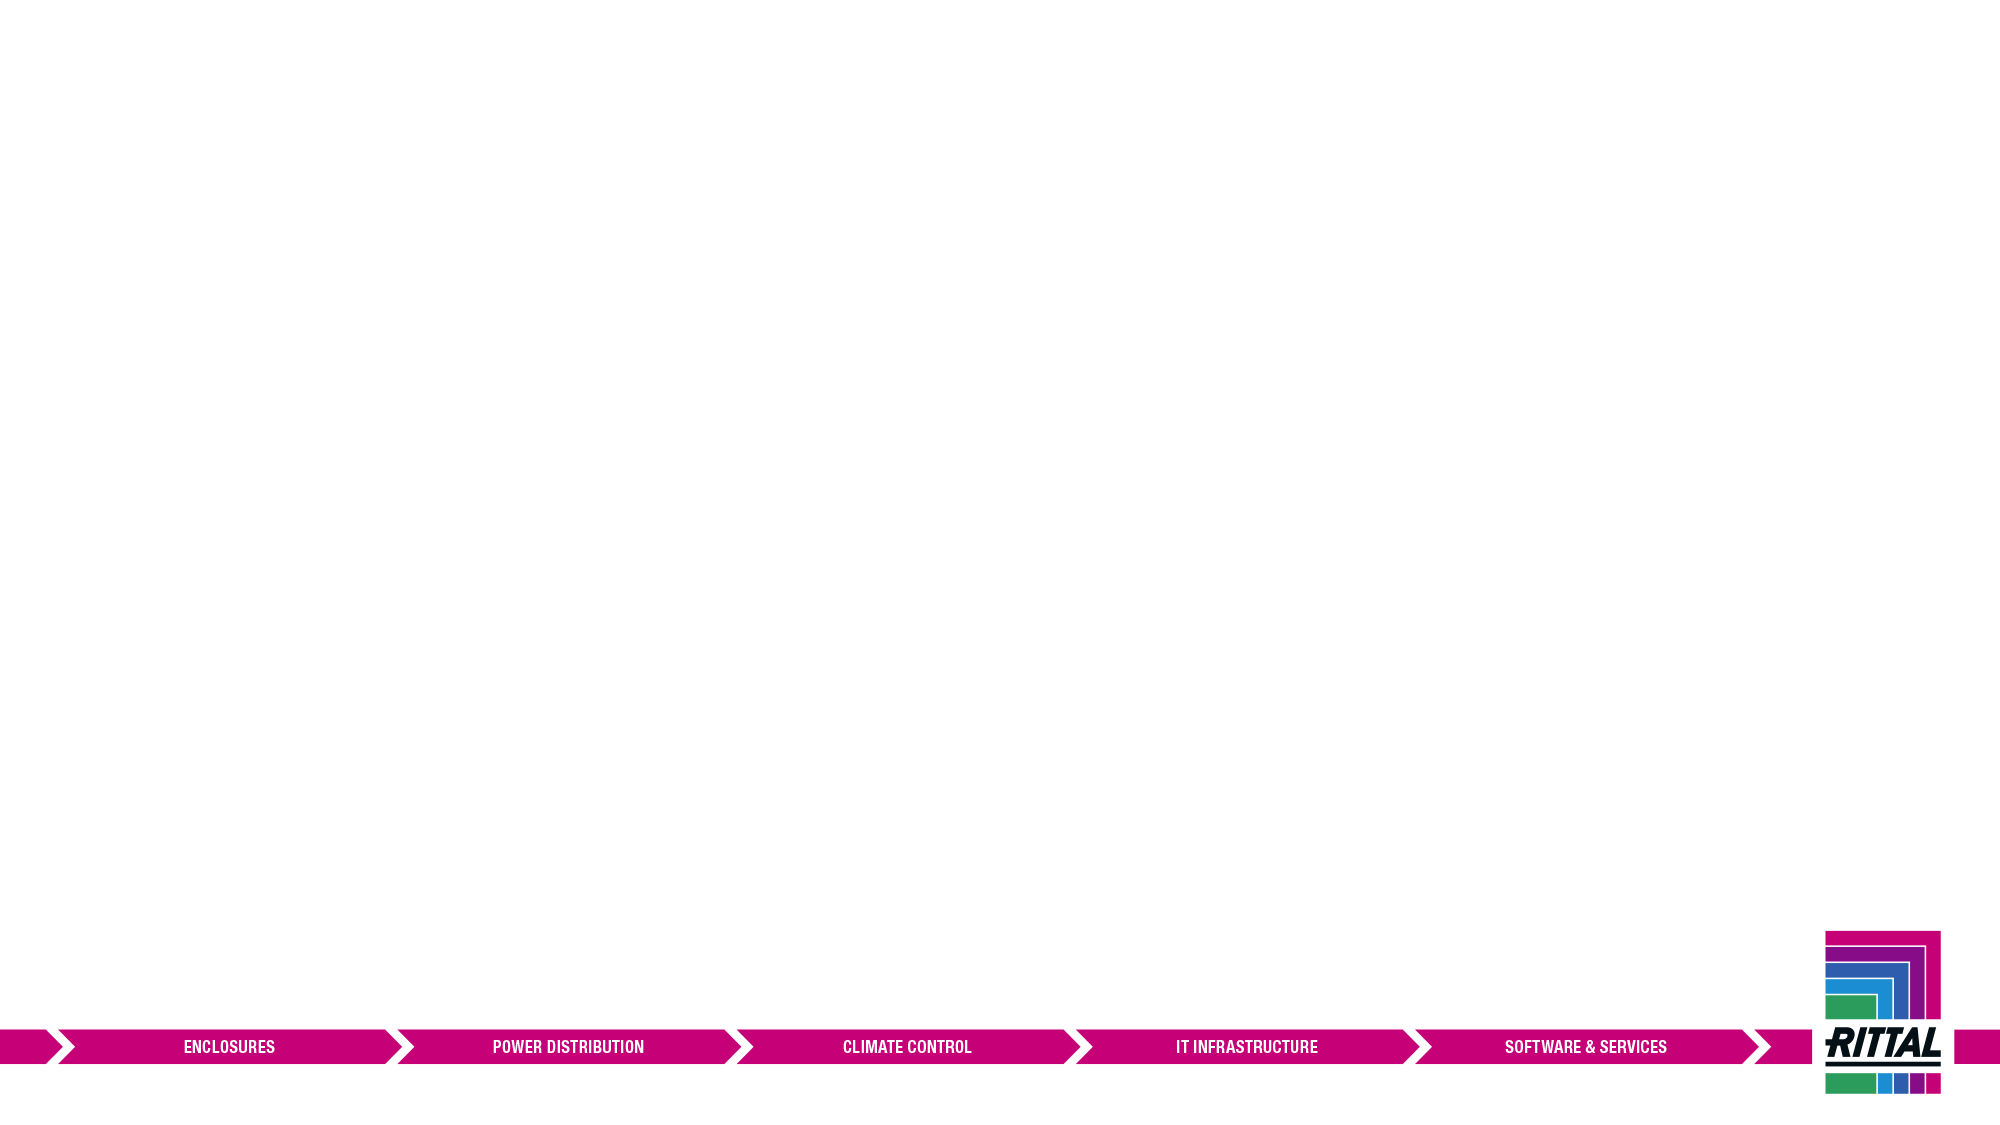 ENCLOSURES
POWER DISTRIBUTION
CLIMATE CONTROL
IT INFRASTRUCTURE
SOFTWARE & SERVICES
RITTAL